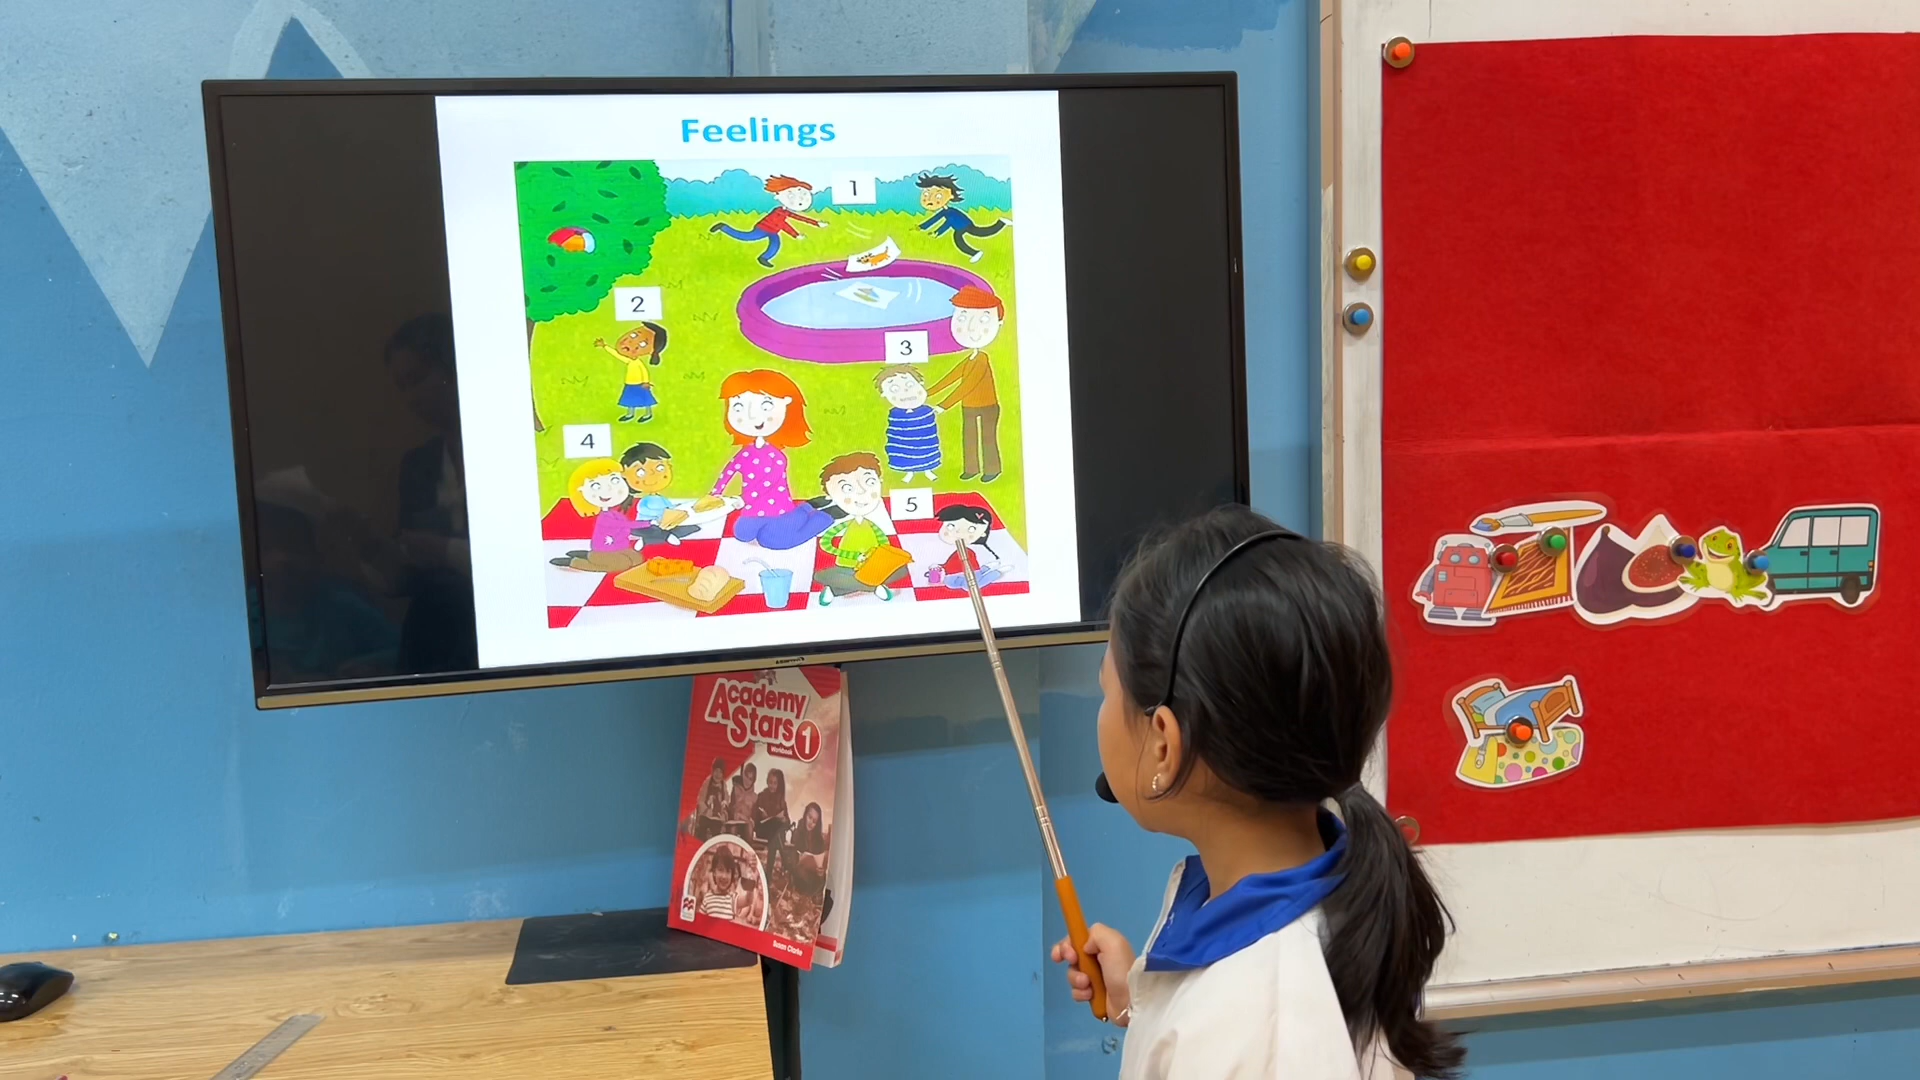 Feelings
1
2
3
4
5
Academy
Stars 1
Workbook
Susan Clarke